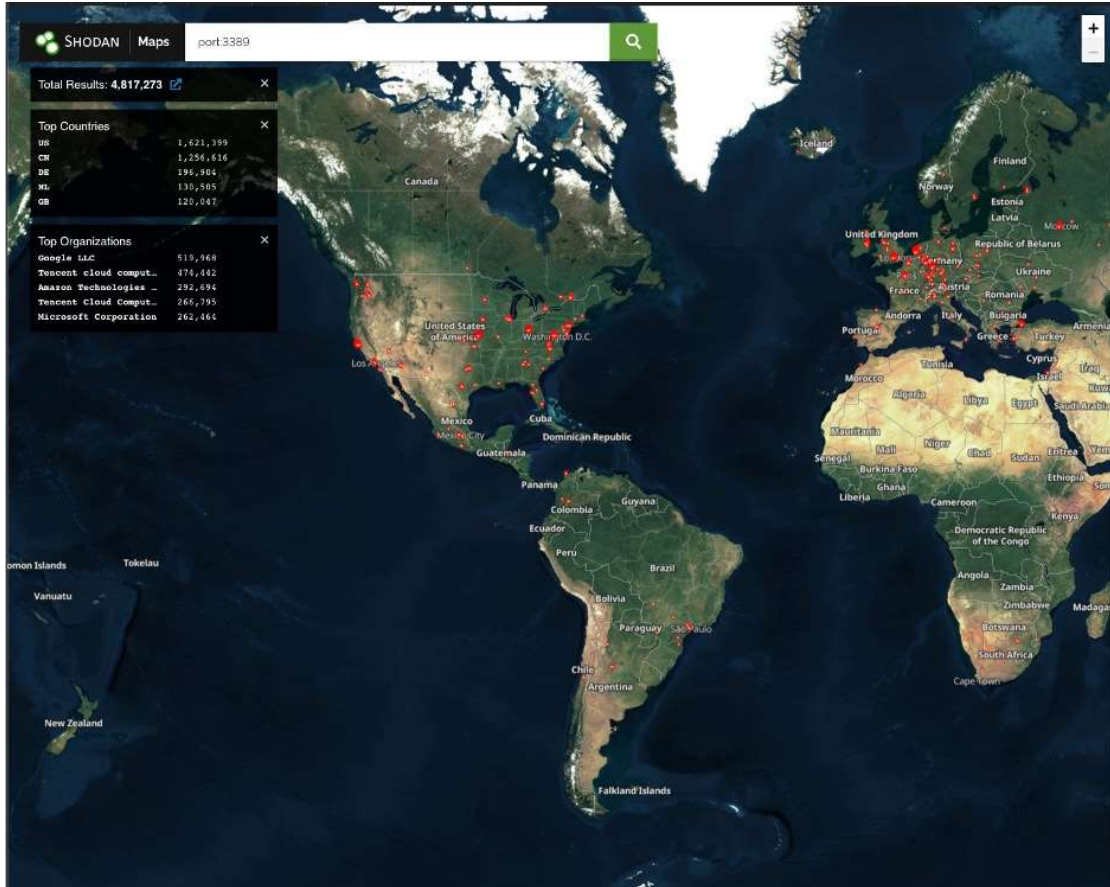 SHODAN Maps port:3389
+
−
Total Results: 4,817,273 ×
Top Countries ×
US 1,621,399
CN 1,256,616
DE 196,904
NL 130,505
GB 120,047
Top Organizations ×
Google LLC 519,968
Tencent cloud comput… 474,442
Amazon Technologies … 292,694
Tencent Cloud Comput… 266,795
Microsoft Corporation 262,464
Iceland
Finland
Canada
Norway
Estonia
Latvia
Moscow
United Kingdom
Republic of Belarus
London
Germany
Ukraine
France
Austria
Romania
United States
of America
Washington D.C.
Andorra
Italy
Bulgaria
Portugal
Greece
Turkey
Armenia
Los Angeles
Cyprus
Tunisia
Iraq
Morocco
Israel
Algeria
Libya
Egypt
Saudi Arabia
Mexico
Cuba
Mexico City
Dominican Republic
Mauritania
Guatemala
Mali
Niger
Chad
Sudan
Eritrea
Senegal
Burkina Faso
Ethiopia
Panama
Guyana
Liberia
Ghana
Cameroon
Colombia
Kenya
Ecuador
Democratic Republic
of the Congo
Peru
Brazil
omon Islands
Tokelau
Angola
Zambia
Vanuatu
Bolivia
Zimbabwe
Madaga
Paraguay
São Paulo
Botswana
South Africa
Chile
Cape Town
Argentina
New Zealand
Falkland Islands